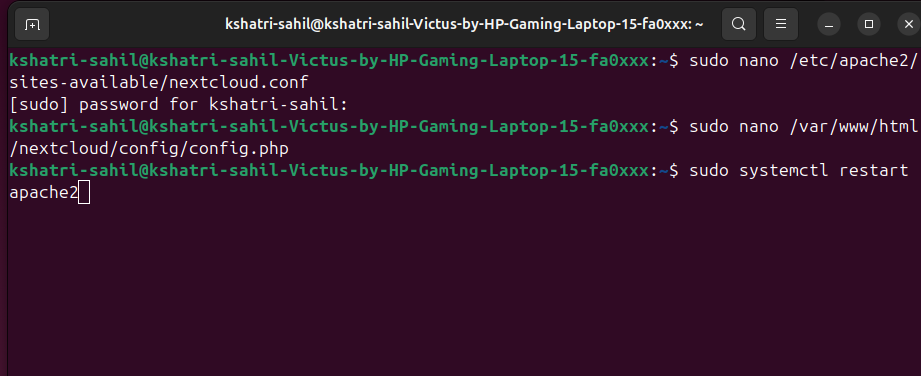 kshatri-sahil@kshatri-sahil-Victus-by-HP-Gaming-Laptop-15-fa0xxx: ~
kshatri-sahil@kshatri-sahil-Victus-by-HP-Gaming-Laptop-15-fa0xxx:~$ sudo nano /etc/apache2/
sites-available/nextcloud.conf
[sudo] password for kshatri-sahil:
kshatri-sahil@kshatri-sahil-Victus-by-HP-Gaming-Laptop-15-fa0xxx:~$ sudo nano /var/www/html
/nextcloud/config/config.php
kshatri-sahil@kshatri-sahil-Victus-by-HP-Gaming-Laptop-15-fa0xxx:~$ sudo systemctl restart
apache2